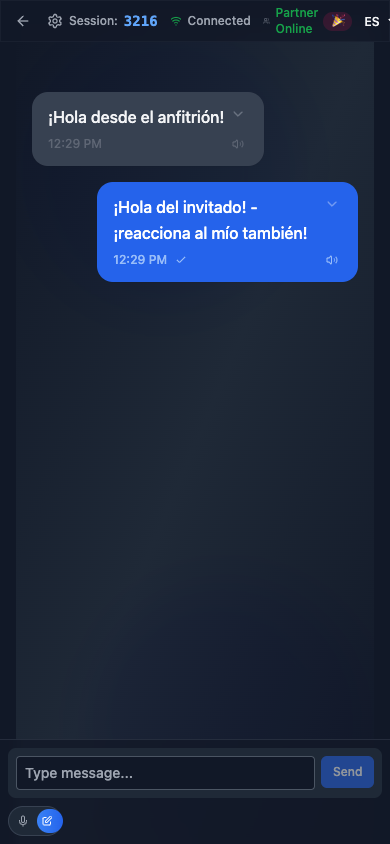 Session: 3216
Connected
Partner
Online
ES
¡Hola desde el anfitrión!
12:29 PM
¡Hola del invitado! -
¡reacciona al mío también!
12:29 PM
Type message...
Send